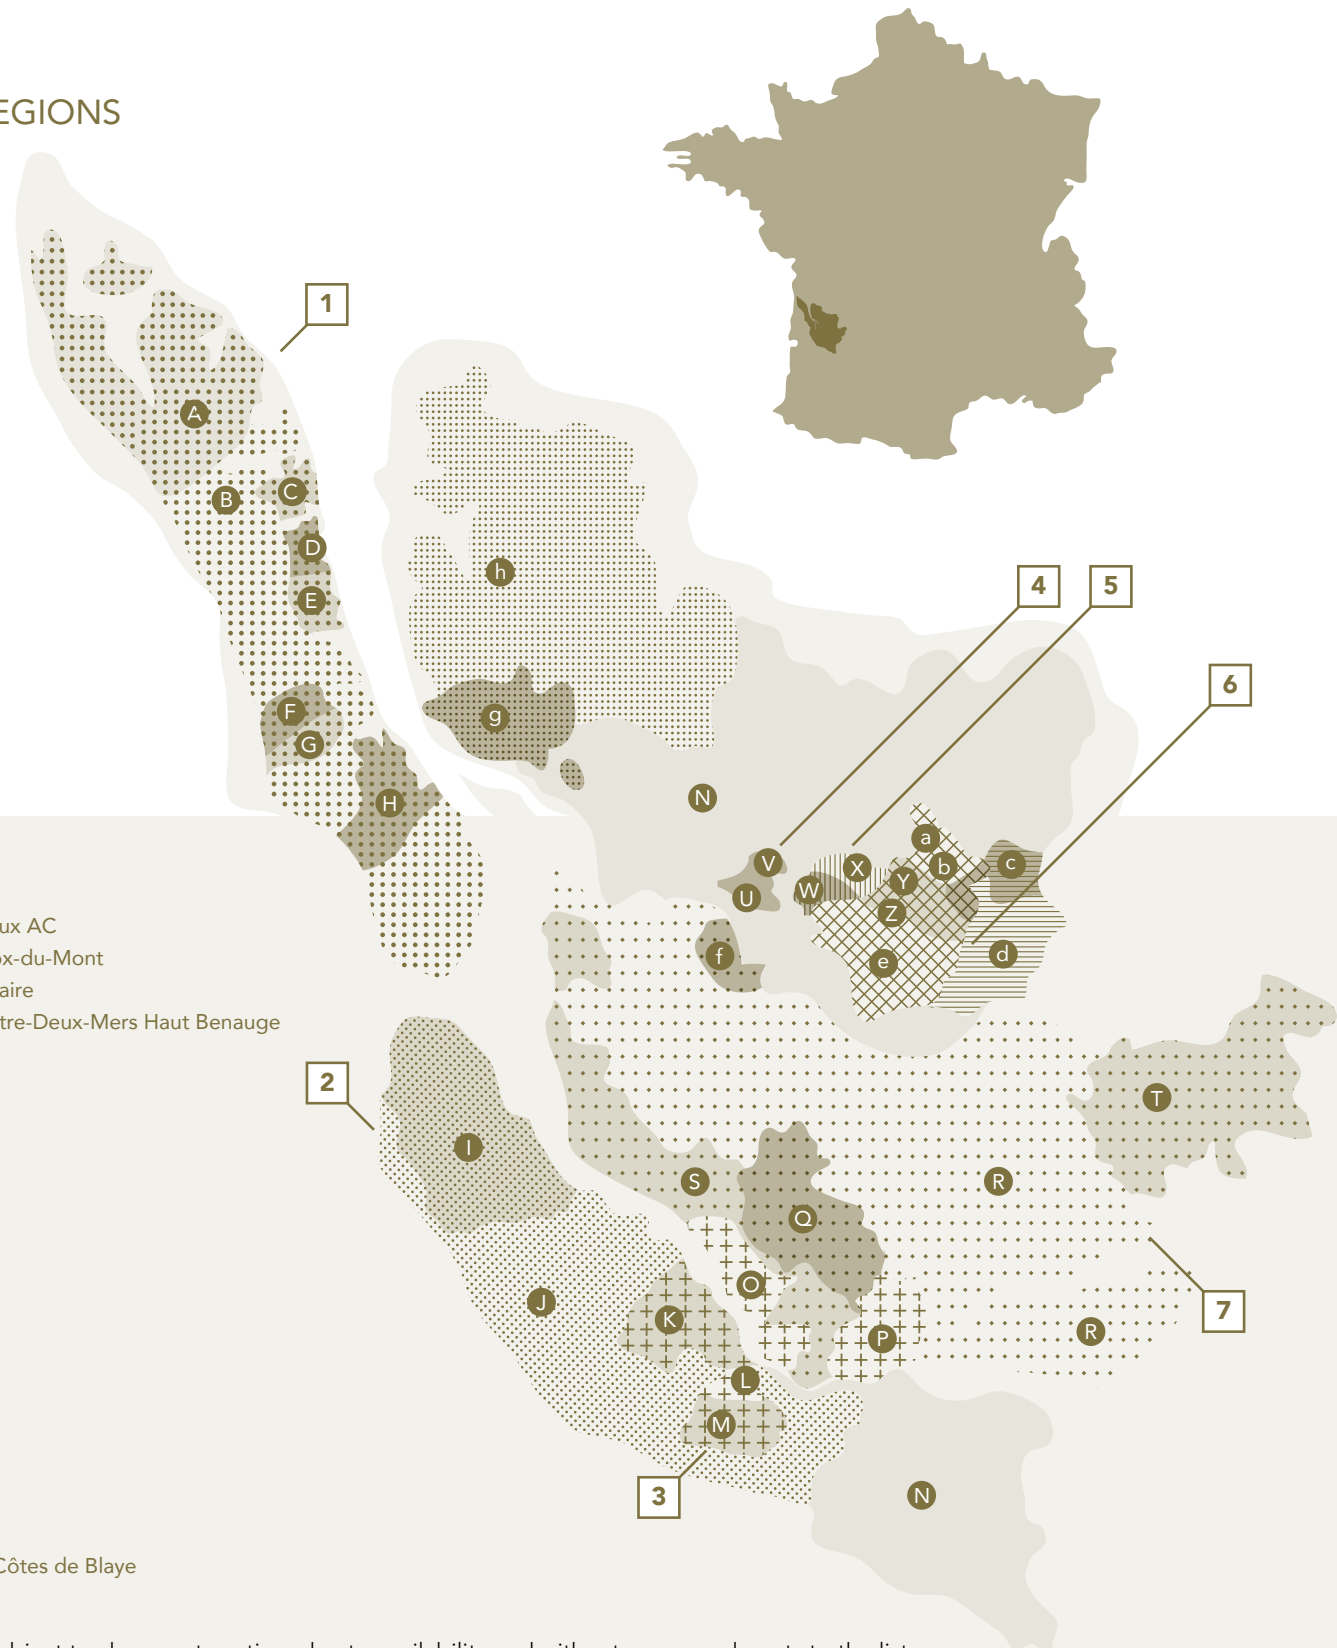 EGIONS
1
A
B
C
D
E
h
4
5
6
F
G
g
H
N
a
V
X
b
c
U
W
Y
Z
f
e
d
ux AC
ox-du-Mont
aire
tre-Deux-Mers Haut Benauge
2
T
I
S
R
Q
O
J
K
P
R
7
L
M
3
N
Côtes de Blaye